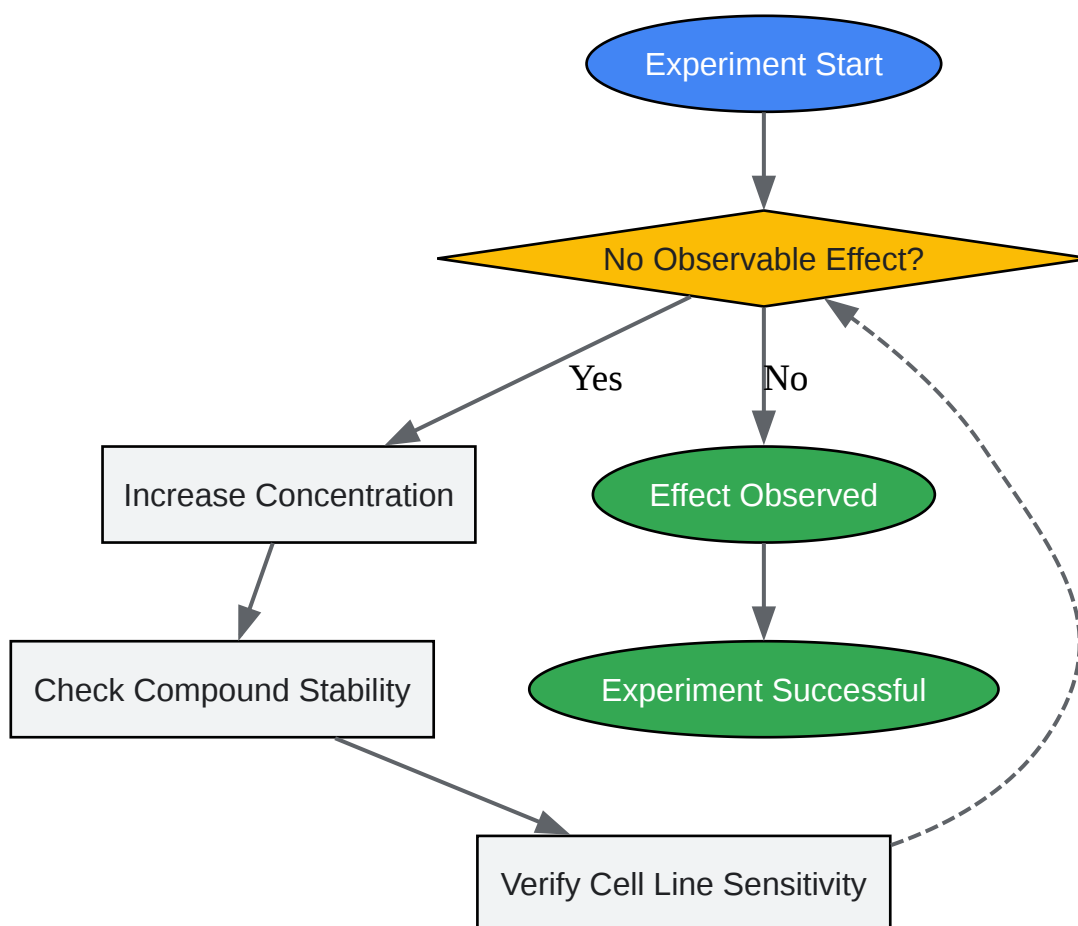 Experiment Start
No Observable Effect?
Yes
No
Increase Concentration
Effect Observed
Check Compound Stability
Experiment Successful
Verify Cell Line Sensitivity